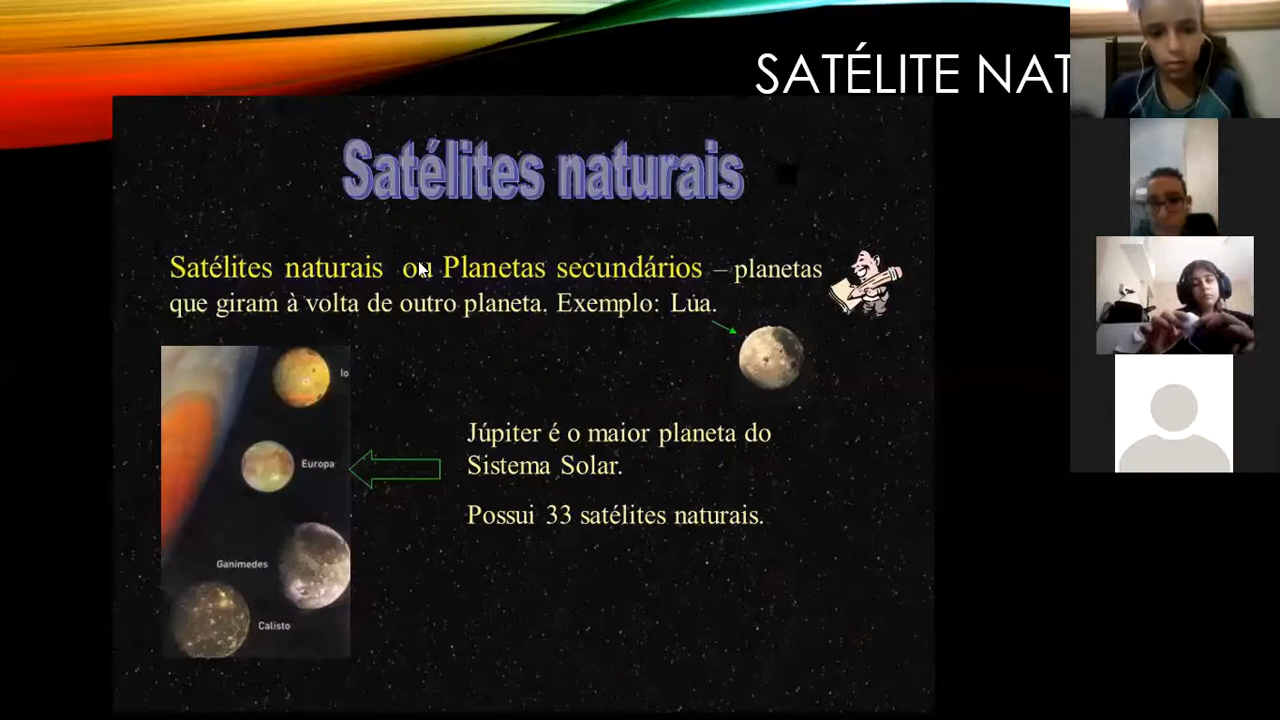 SATÉLITE NAT
Satélites naturais
Satélites naturais ou Planetas secundários – planetas
que giram à volta de outro planeta. Exemplo: Lua.
Io
Europa
Ganimedes
Calisto
Júpiter é o maior planeta do
Sistema Solar.
Possui 33 satélites naturais.